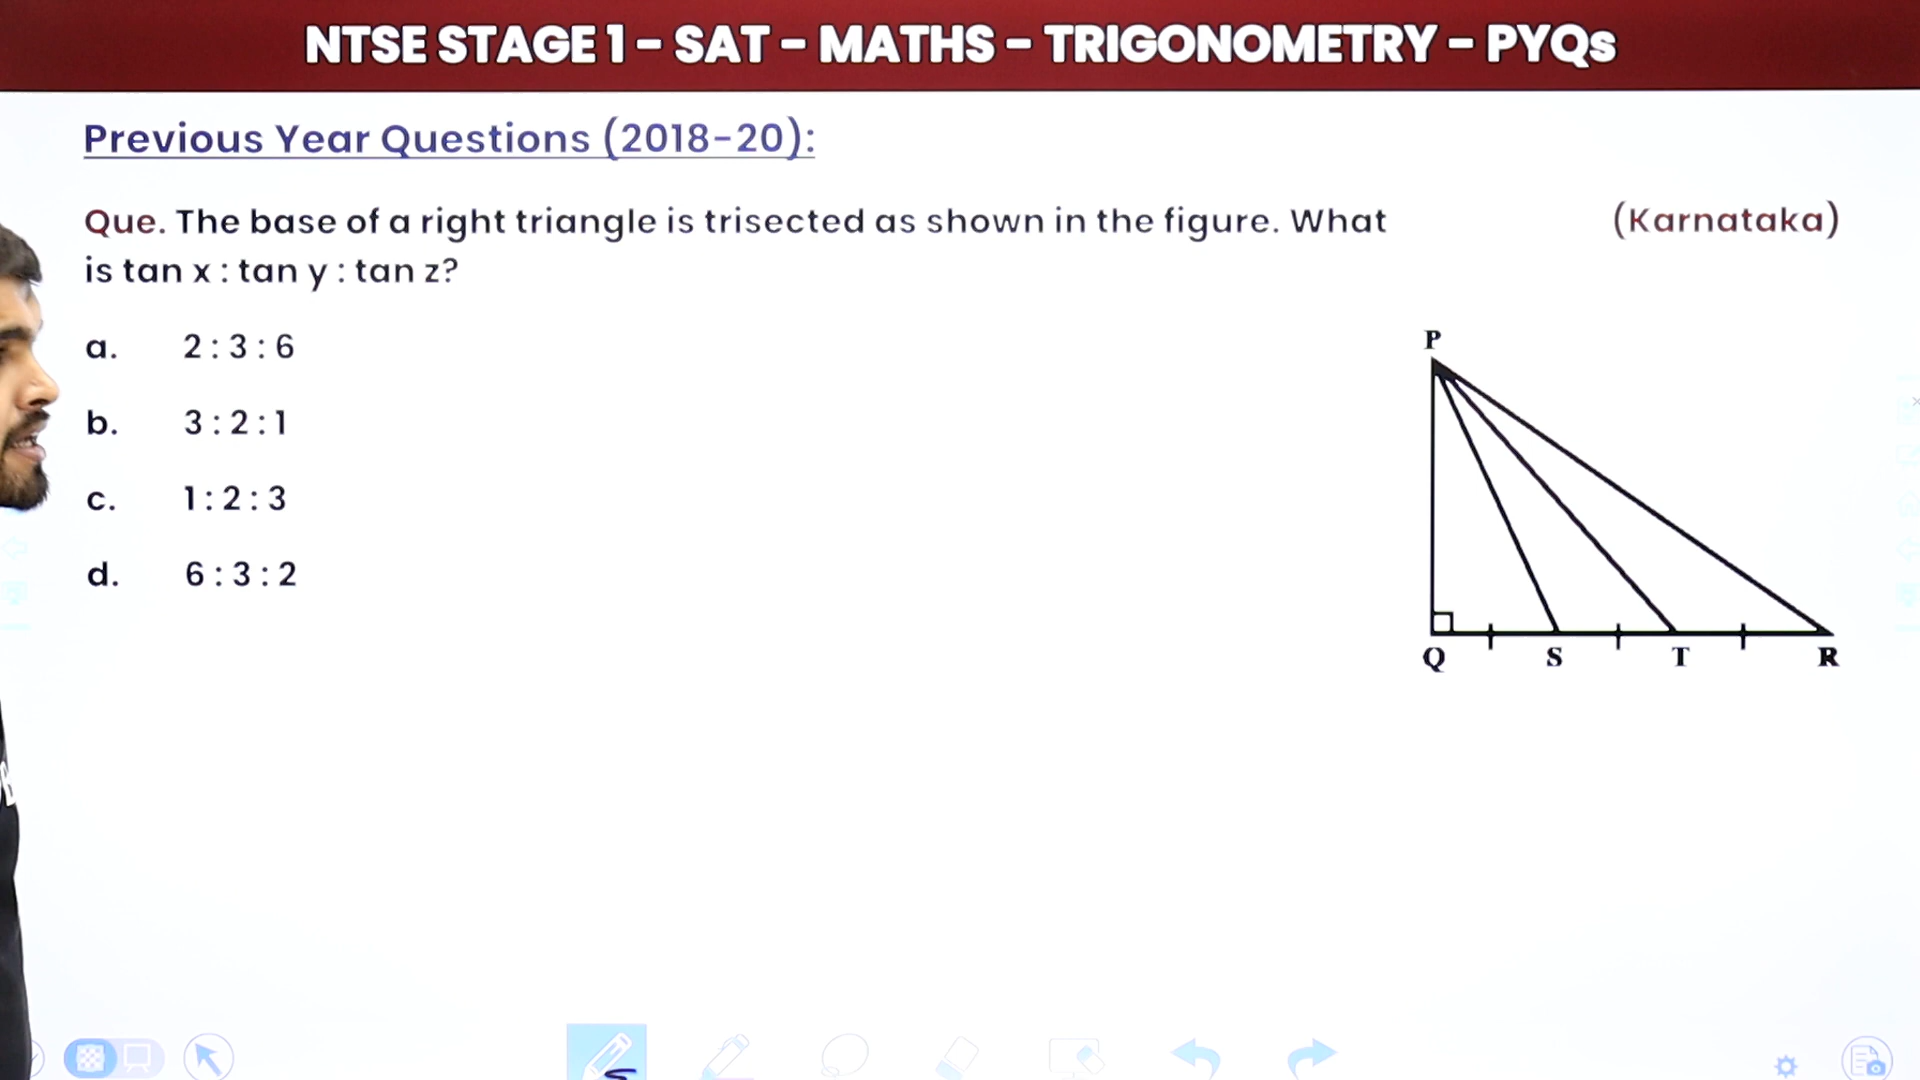 NTSE STAGE 1 – SAT – MATHS – TRIGONOMETRY – PYQs
Previous Year Questions (2018-20):
Que. The base of a right triangle is trisected as shown in the figure. What (Karnataka)
is tan x : tan y : tan z?
a. 2 : 3 : 6
b. 3 : 2 : 1
c. 1 : 2 : 3
d. 6 : 3 : 2
P
Q S T R